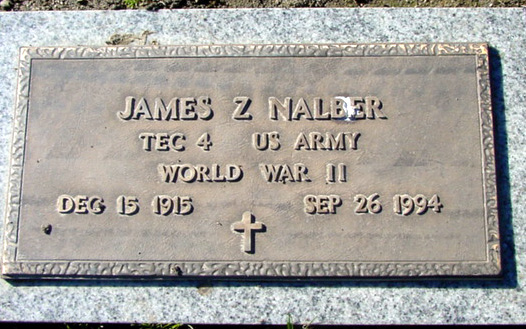 JAMES Z NALBER
TEC 4 US ARMY
WORLD WAR II
DEC 15 1915 SEP 26 1994